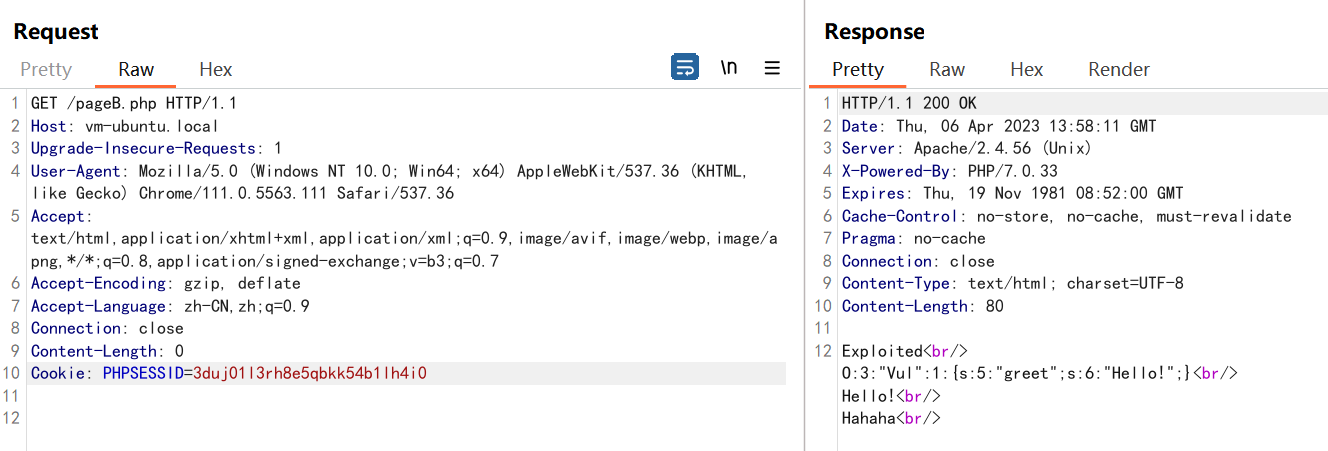 Request
Pretty Raw Hex \n
1 GET /pageB.php HTTP/1.1
2 Host: vm-ubuntu.local
3 Upgrade-Insecure-Requests: 1
4 User-Agent: Mozilla/5.0 (Windows NT 10.0; Win64; x64) AppleWebKit/537.36 (KHTML,
like Gecko) Chrome/111.0.5563.111 Safari/537.36
5 Accept:
text/html,application/xhtml+xml,application/xml;q=0.9,image/avif,image/webp,image/a
png,*/*;q=0.8,application/signed-exchange;v=b3;q=0.7
6 Accept-Encoding: gzip, deflate
7 Accept-Language: zh-CN,zh;q=0.9
8 Connection: close
9 Content-Length: 0
10 Cookie: PHPSESSID=3duj01l3rh8e5qbkk54b1lh4i0
11
12
Response
Pretty Raw Hex Render
1 HTTP/1.1 200 OK
2 Date: Thu, 06 Apr 2023 13:58:11 GMT
3 Server: Apache/2.4.56 (Unix)
4 X-Powered-By: PHP/7.0.33
5 Expires: Thu, 19 Nov 1981 08:52:00 GMT
6 Cache-Control: no-store, no-cache, must-revalidate
7 Pragma: no-cache
8 Connection: close
9 Content-Type: text/html; charset=UTF-8
10 Content-Length: 80
11
12 Exploited<br/>
O:3:"Vul":1:{s:5:"greet";s:6:"Hello!";}<br/>
Hello!<br/>
Hahaha<br/>